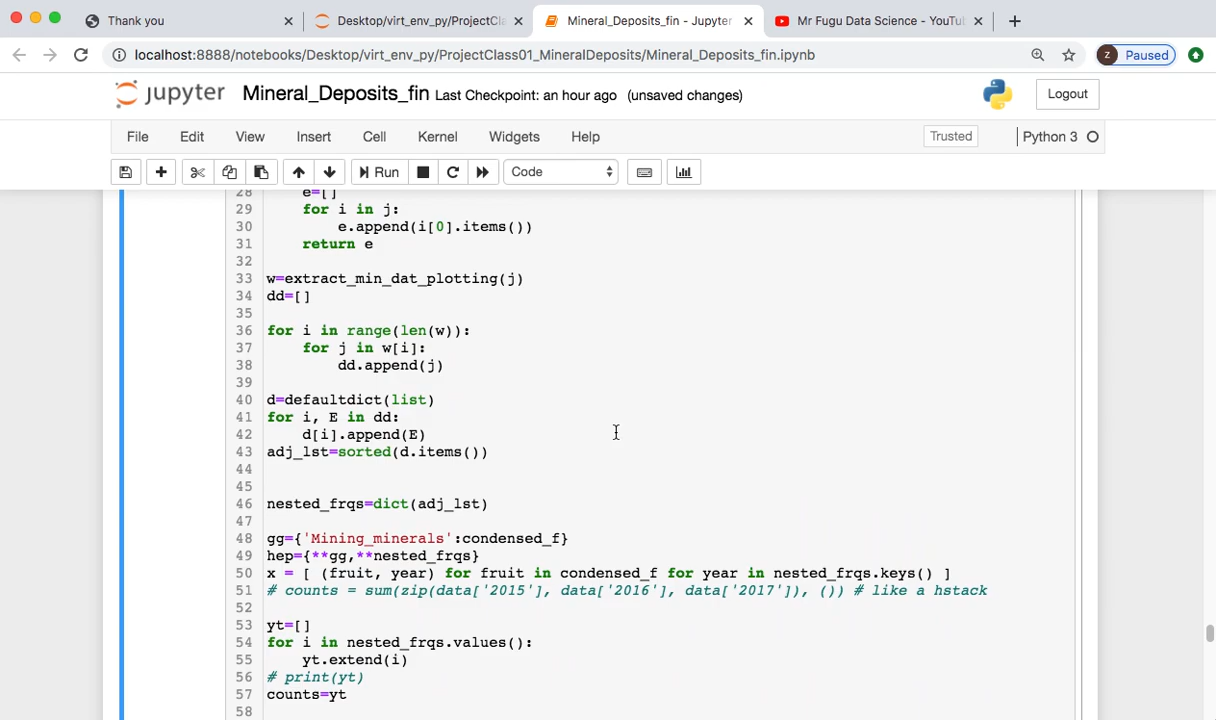 Thank you
Desktop/virt_env_py/ProjectCla
Mineral_Deposits_fin - Jupyter
Mr Fugu Data Science - YouTu
localhost:8888/notebooks/Desktop/virt_env_py/ProjectClass01_MineralDeposits/Mineral_Deposits_fin.ipynb
z Paused
jupyter Mineral_Deposits_fin Last Checkpoint: an hour ago (unsaved changes)
Logout
File Edit View Insert Cell Kernel Widgets Help
Trusted
Python 3
Run
Code
28 e=[]
29 for i in j:
30 e.append(i[0].items())
31 return e
32
33 w=extract_min_dat_plotting(j)
34 dd=[]
35
36 for i in range(len(w)):
37 for j in w[i]:
38 dd.append(j)
39
40 d=defaultdict(list)
41 for i, E in dd:
42 d[i].append(E)
43 adj_lst=sorted(d.items())
44
45
46 nested_frqs=dict(adj_lst)
47
48 gg={'Mining_minerals':condensed_f}
49 hep={**gg,**nested_frqs}
50 x = [ (fruit, year) for fruit in condensed_f for year in nested_frqs.keys() ]
51 # counts = sum(zip(data['2015'], data['2016'], data['2017']), ()) # like a hstack
52
53 yt=[]
54 for i in nested_frqs.values():
55 yt.extend(i)
56 # print(yt)
57 counts=yt
58